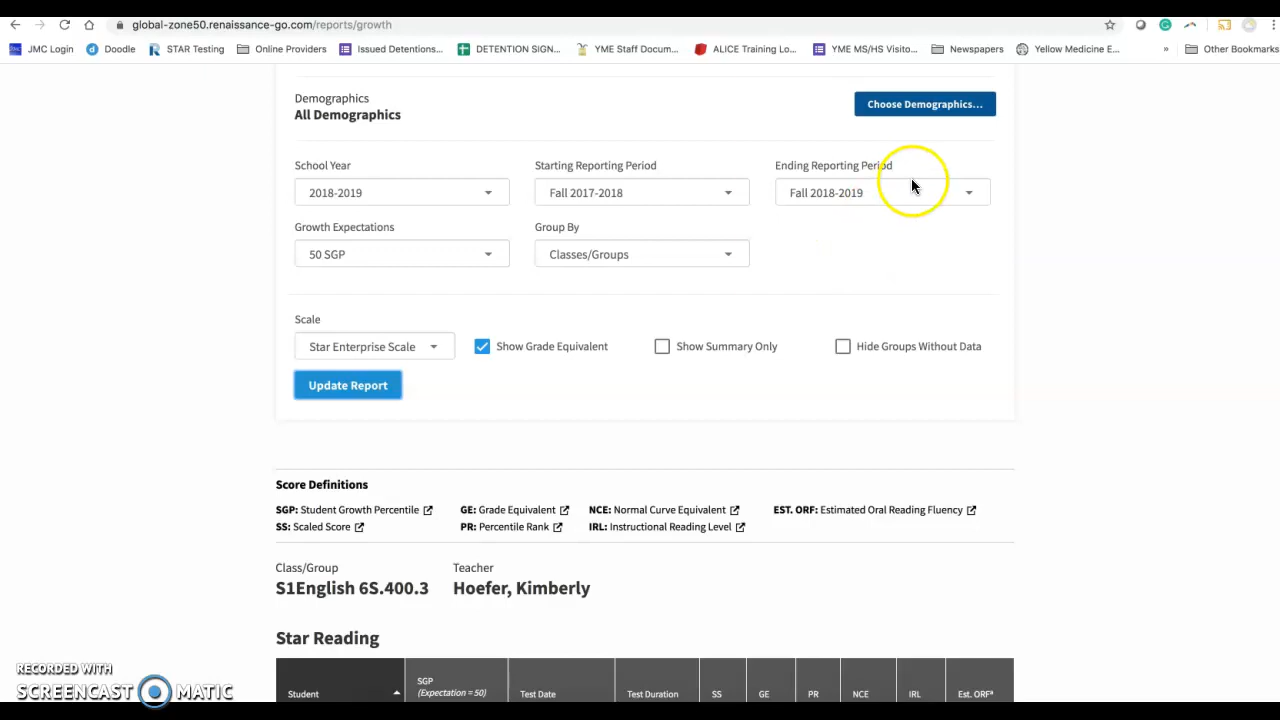 global-zone50.renaissance-go.com/reports/growth
JMC Login Doodle STAR Testing Online Providers Issued Detentions... DETENTION SIGN... YME Staff Docum... ALICE Training Lo... YME MS/HS Visito... Newspapers Yellow Medicine E... » Other Bookmarks
Demographics
All Demographics
Choose Demographics...
School Year Starting Reporting Period Ending Reporting Period
2018-2019 Fall 2017-2018 Fall 2018-2019
Growth Expectations Group By
50 SGP Classes/Groups
Scale
Star Enterprise Scale Show Grade Equivalent Show Summary Only Hide Groups Without Data
Update Report
Score Definitions
SGP: Student Growth Percentile GE: Grade Equivalent NCE: Normal Curve Equivalent EST. ORF: Estimated Oral Reading Fluency
SS: Scaled Score PR: Percentile Rank IRL: Instructional Reading Level
Class/Group Teacher
S1English 6S.400.3 Hoefer, Kimberly
Star Reading
Student SGP (Expectation = 50) Test Date Test Duration SS GE PR NCE IRL Est. ORFª
RECORDED WITH
SCREENCAST MATIC